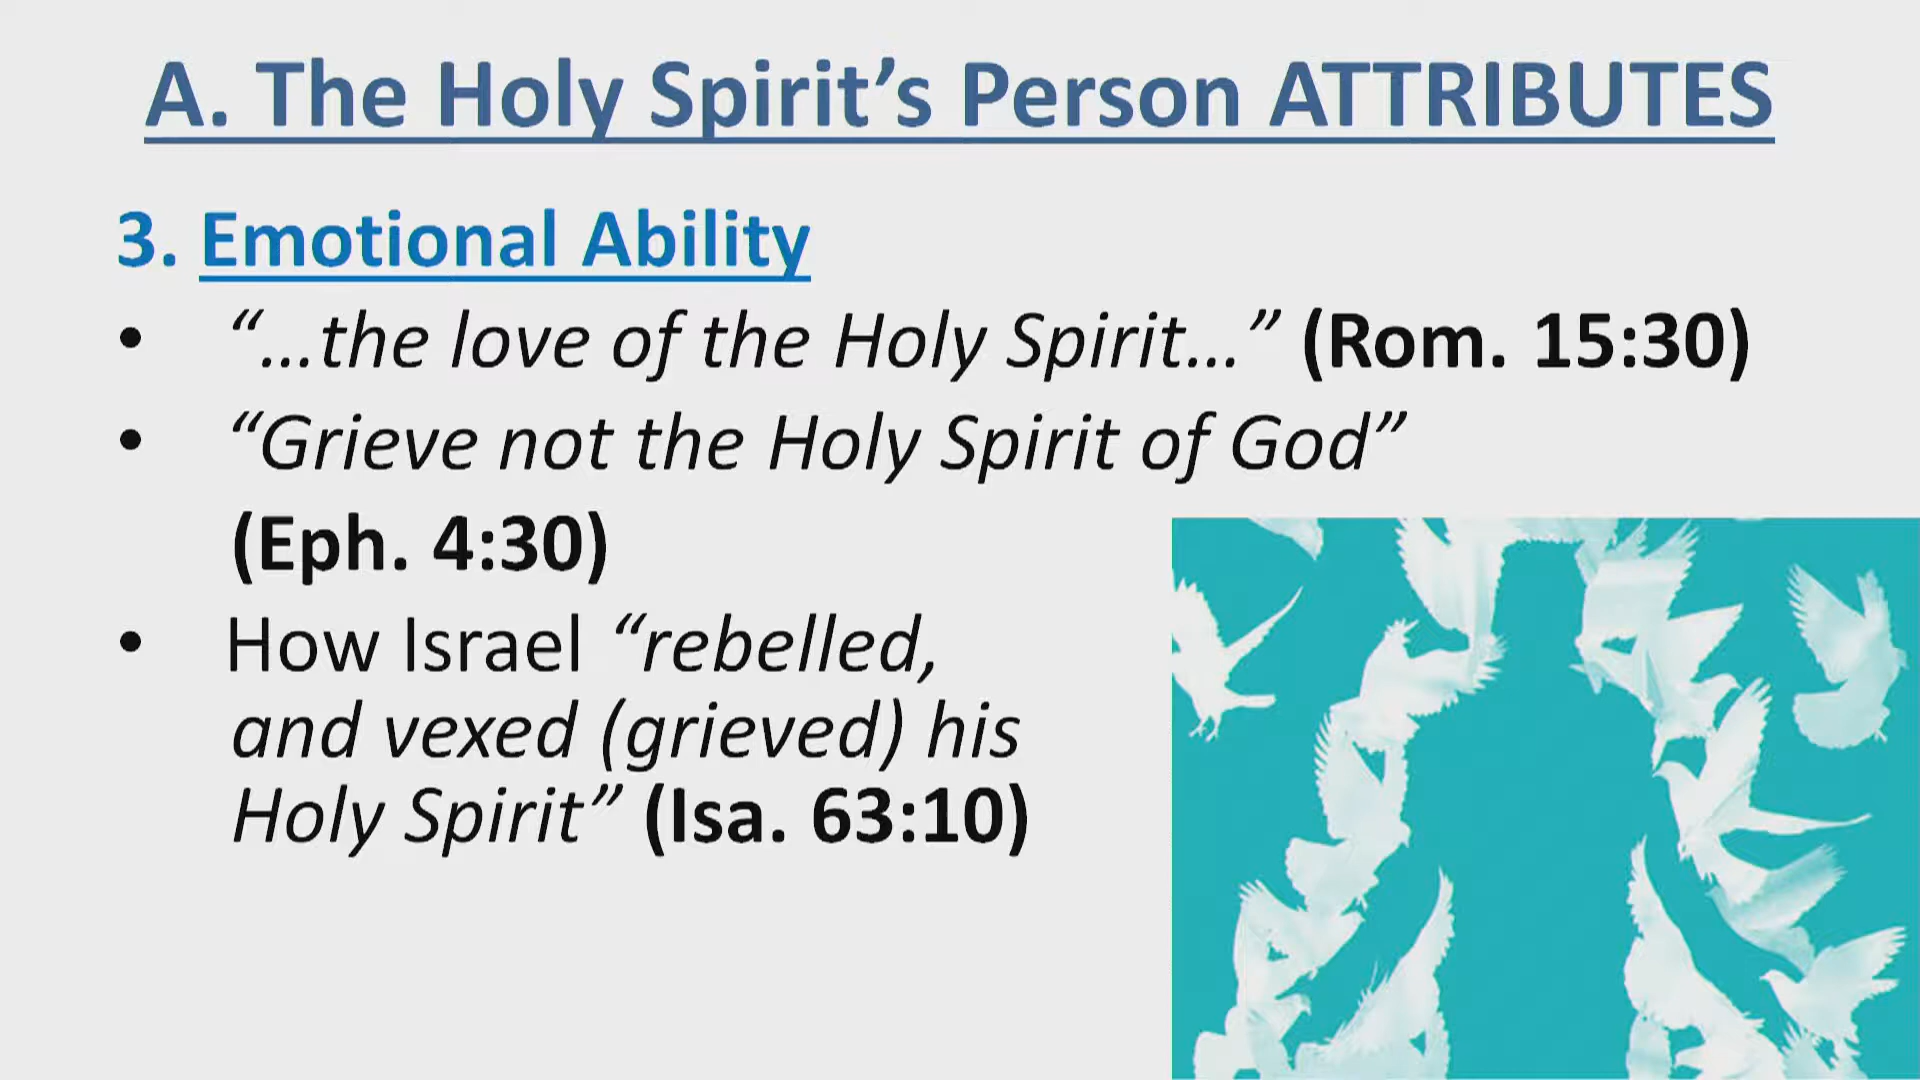 A. The Holy Spirit’s Person ATTRIBUTES
3. Emotional Ability
• “…the love of the Holy Spirit…” (Rom. 15:30)
• “Grieve not the Holy Spirit of God”
(Eph. 4:30)
• How Israel “rebelled,
and vexed (grieved) his
Holy Spirit” (Isa. 63:10)